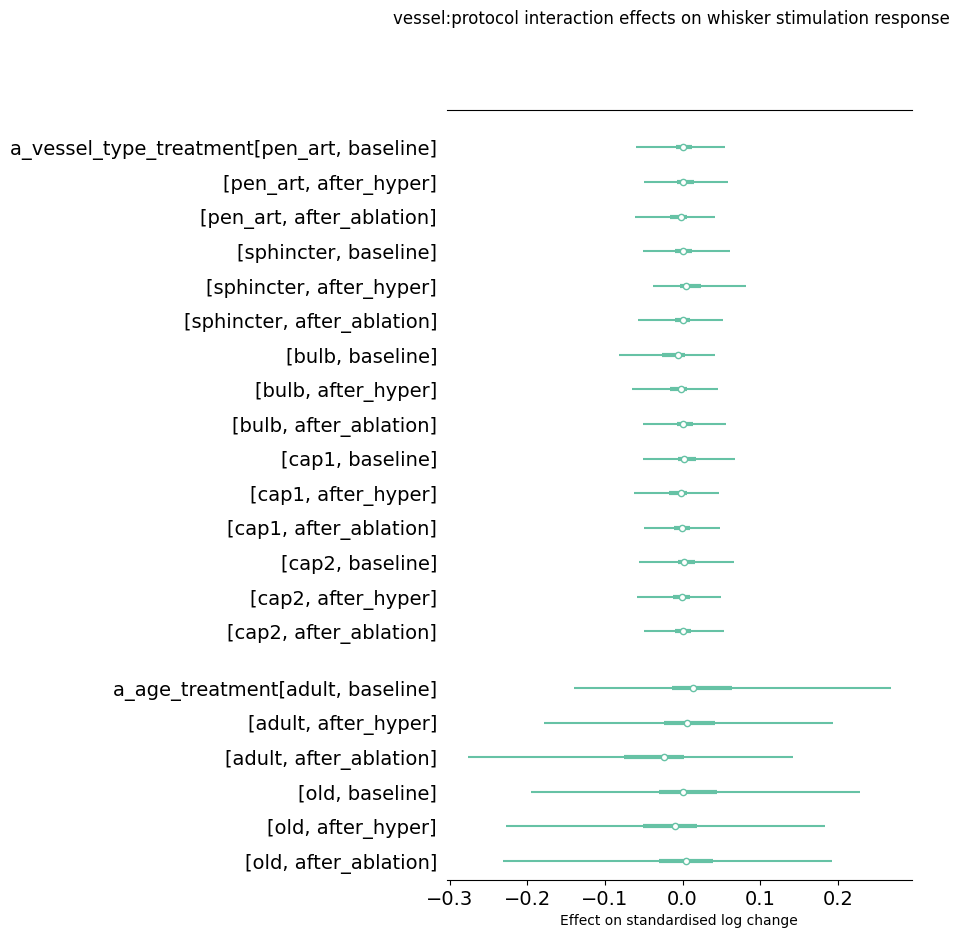 vessel:protocol interaction effects on whisker stimulation response
a_vessel_type_treatment[pen_art, baseline]
[pen_art, after_hyper]
[pen_art, after_ablation]
[sphincter, baseline]
[sphincter, after_hyper]
[sphincter, after_ablation]
[bulb, baseline]
[bulb, after_hyper]
[bulb, after_ablation]
[cap1, baseline]
[cap1, after_hyper]
[cap1, after_ablation]
[cap2, baseline]
[cap2, after_hyper]
[cap2, after_ablation]
a_age_treatment[adult, baseline]
[adult, after_hyper]
[adult, after_ablation]
[old, baseline]
[old, after_hyper]
[old, after_ablation]
−0.3 −0.2 −0.1 0.0 0.1 0.2
Effect on standardised log change